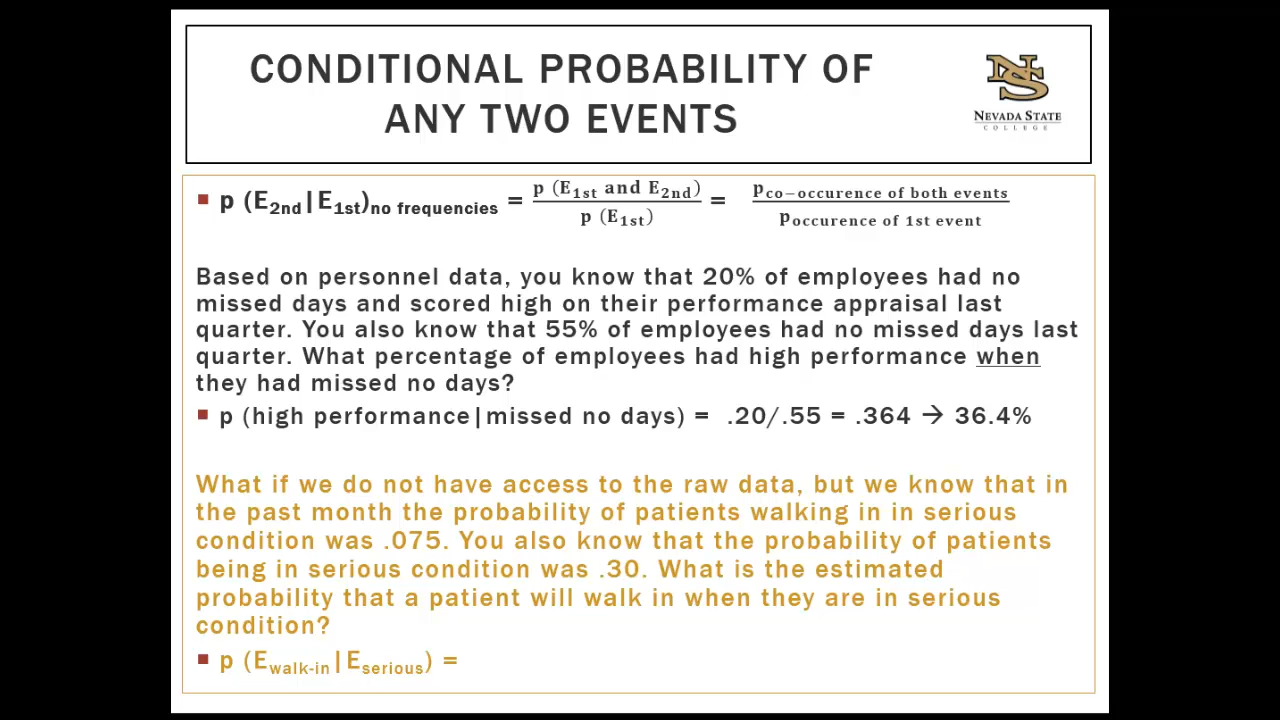 CONDITIONAL PROBABILITY OF
ANY TWO EVENTS
NEVADA STATE
COLLEGE
▪ p (E2nd|E1st)no frequencies = p (E1st and E2nd) / p (E1st) = pco−occurence of both events / poccurence of 1st event
Based on personnel data, you know that 20% of employees had no
missed days and scored high on their performance appraisal last
quarter. You also know that 55% of employees had no missed days last
quarter. What percentage of employees had high performance when
they had missed no days?
▪ p (high performance|missed no days) = .20/.55 = .364 → 36.4%
What if we do not have access to the raw data, but we know that in
the past month the probability of patients walking in in serious
condition was .075. You also know that the probability of patients
being in serious condition was .30. What is the estimated
probability that a patient will walk in when they are in serious
condition?
▪ p (Ewalk-in|Eserious) =